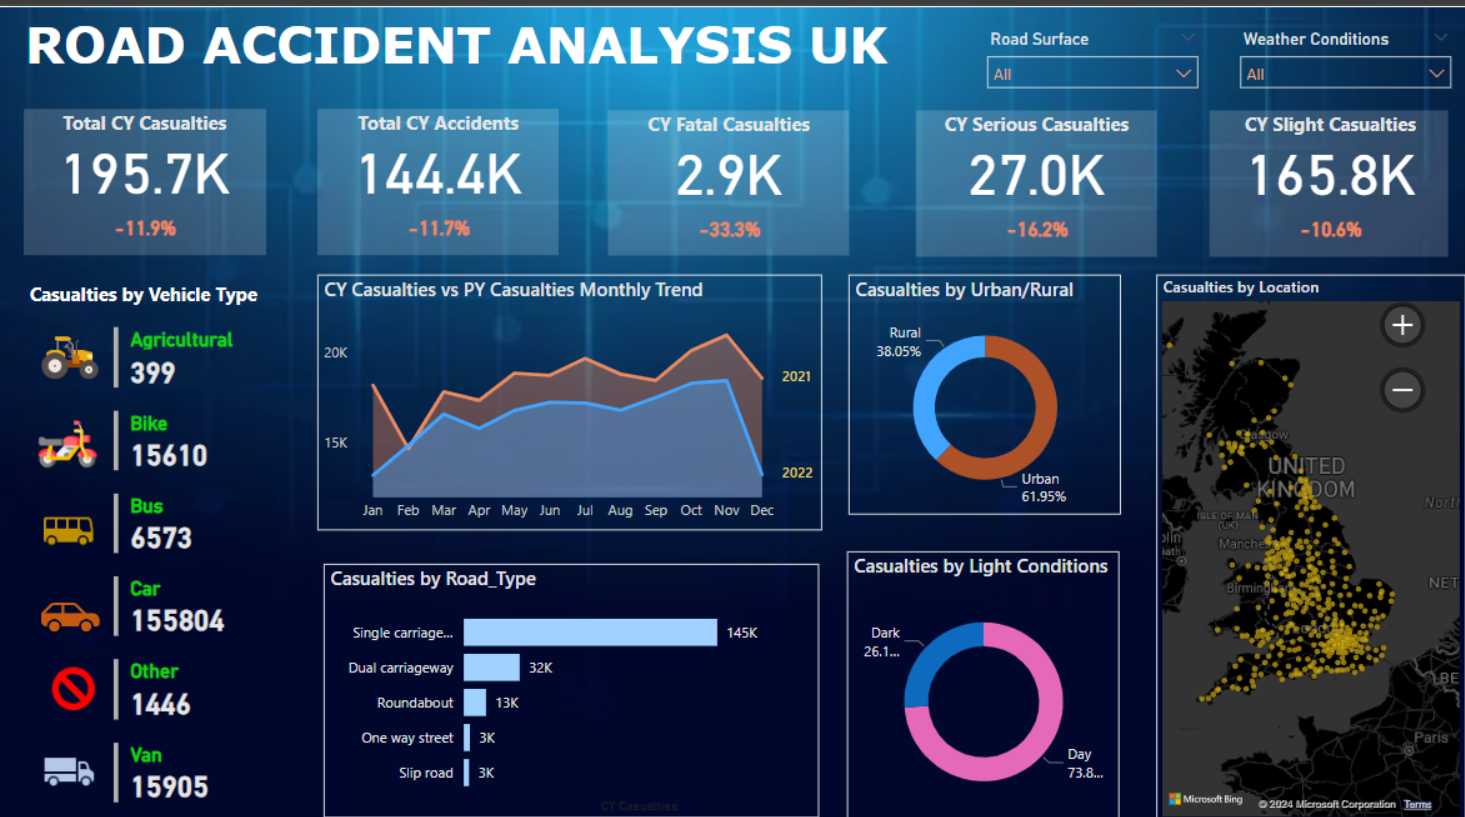 ROAD ACCIDENT ANALYSIS UK
Road Surface
All
Weather Conditions
All
Total CY Casualties
195.7K
-11.9%
Total CY Accidents
144.4K
-11.7%
CY Fatal Casualties
2.9K
-33.3%
CY Serious Casualties
27.0K
-16.2%
CY Slight Casualties
165.8K
-10.6%
Casualties by Vehicle Type
Agricultural
399
Bike
15610
Bus
6573
Car
155804
Other
1446
Van
15905
CY Casualties vs PY Casualties Monthly Trend
20K
15K
2021
2022
Jan Feb Mar Apr May Jun Jul Aug Sep Oct Nov Dec
Casualties by Road_Type
Single carriage... 145K
Dual carriageway 32K
Roundabout 13K
One way street 3K
Slip road 3K
CY Casualties
Casualties by Urban/Rural
Rural
38.05%
Urban
61.95%
Casualties by Light Conditions
Dark
26.1...
Day
73.8...
Casualties by Location
+
−
Glasgow
UNITED
KINGDOM
North
ISLE OF MAN
(UK)
blin
iath
Manche
Birming
NET
BE
Paris
Microsoft Bing
© 2024 Microsoft Corporation Terms